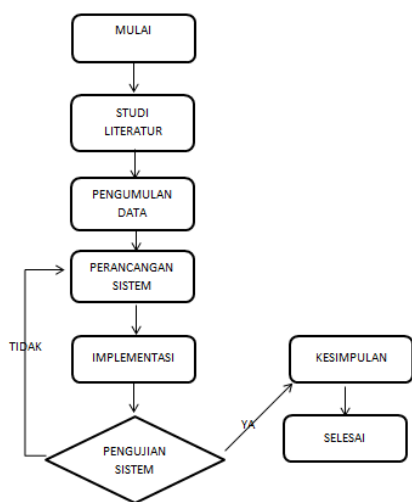 MULAI
STUDI
LITERATUR
PENGUMULAN
DATA
PERANCANGAN
SISTEM
TIDAK
IMPLEMENTASI
KESIMPULAN
YA
PENGUJIAN
SISTEM
SELESAI